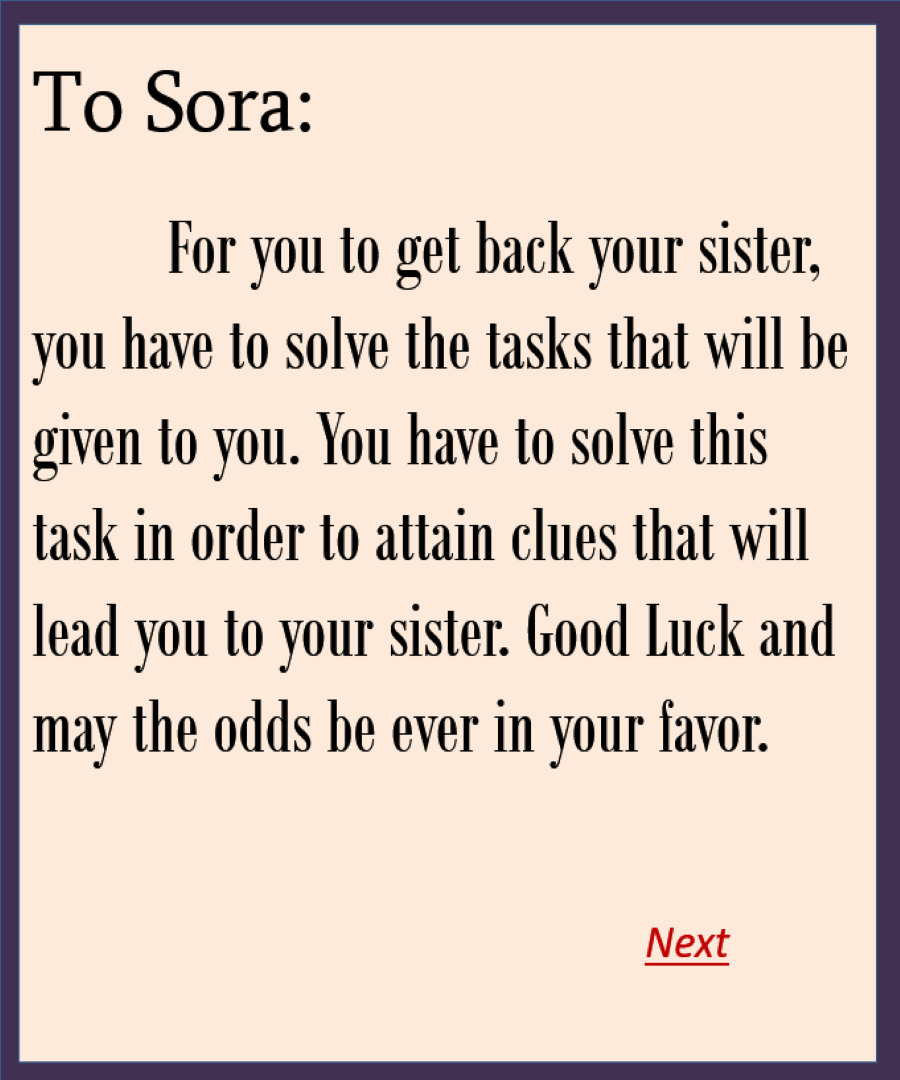 To Sora:
For you to get back your sister,
you have to solve the tasks that will be
given to you. You have to solve this
task in order to attain clues that will
lead you to your sister. Good Luck and
may the odds be ever in your favor.
Next